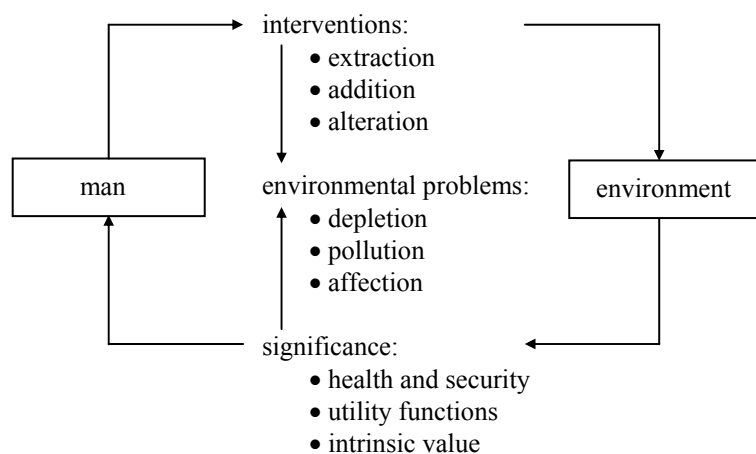 interventions:
• extraction
• addition
• alteration
man
environmental problems:
environment
• depletion
• pollution
• affection
significance:
• health and security
• utility functions
• intrinsic value